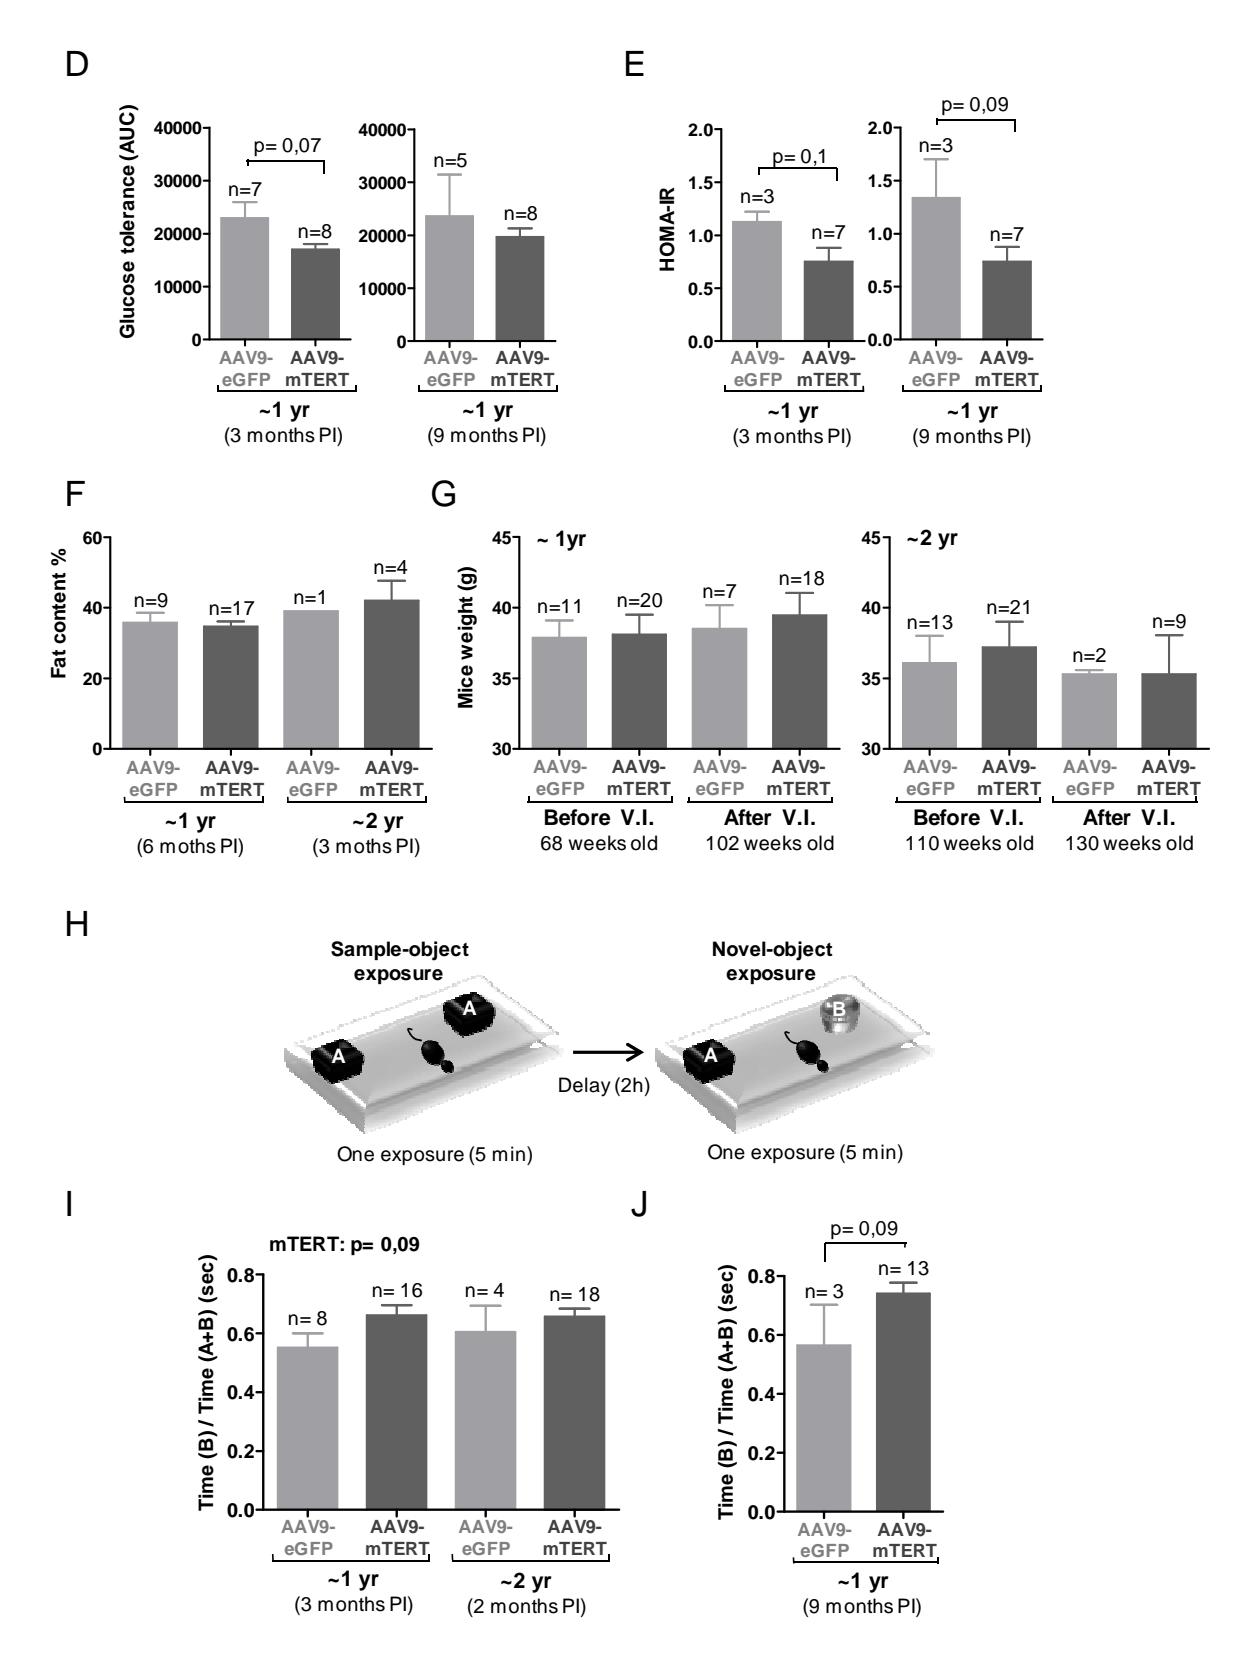 D
Glucose tolerance (AUC)
40000
30000
20000
10000
0
p= 0,07
n=7
n=8
AAV9-
eGFP
AAV9-
mTERT
~1 yr
(3 months PI)
40000
30000
20000
10000
0
n=5
n=8
AAV9-
eGFP
AAV9-
mTERT
~1 yr
(9 months PI)
E
HOMA-IR
2.0
1.5
1.0
0.5
0.0
p= 0,1
n=3
n=7
AAV9-
eGFP
AAV9-
mTERT
~1 yr
(3 months PI)
2.0
1.5
1.0
0.5
0.0
p= 0,09
n=3
n=7
AAV9-
eGFP
AAV9-
mTERT
~1 yr
(9 months PI)
F
Fat content %
60
40
20
0
n=9
n=17
n=1
n=4
AAV9-
eGFP
AAV9-
mTERT
AAV9-
eGFP
AAV9-
mTERT
~1 yr
(6 moths PI)
~2 yr
(3 moths PI)
G
Mice weight (g)
45
40
35
30
~ 1yr
n=11
n=20
n=7
n=18
AAV9-
eGFP
AAV9-
mTERT
AAV9-
eGFP
AAV9-
mTERT
Before V.I.
68 weeks old
After V.I.
102 weeks old
45
40
35
30
~2 yr
n=13
n=21
n=2
n=9
AAV9-
eGFP
AAV9-
mTERT
AAV9-
eGFP
AAV9-
mTERT
Before V.I.
110 weeks old
After V.I.
130 weeks old
H
Sample-object
exposure
A
A
One exposure (5 min)
Delay (2h)
Novel-object
exposure
B
A
One exposure (5 min)
I
mTERT: p= 0,09
Time (B) / Time (A+B) (sec)
0.8
0.6
0.4
0.2
0.0
n= 8
n= 16
n= 4
n= 18
AAV9-
eGFP
AAV9-
mTERT
AAV9-
eGFP
AAV9-
mTERT
~1 yr
(3 months PI)
~2 yr
(2 months PI)
J
Time (B) / Time (A+B) (sec)
0.8
0.6
0.4
0.2
0.0
p= 0,09
n= 3
n= 13
AAV9-
eGFP
AAV9-
mTERT
~1 yr
(9 months PI)